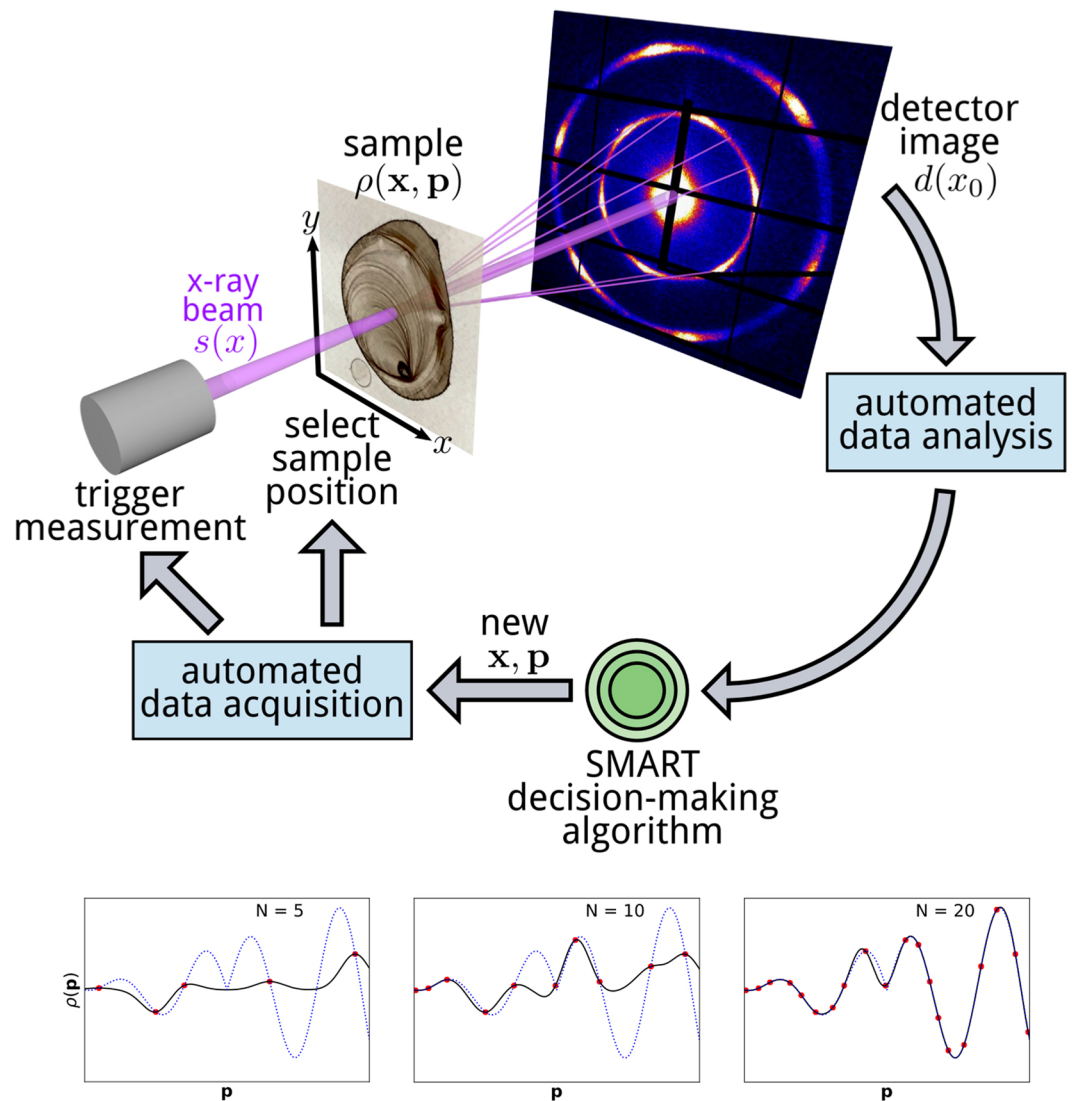 detector
image
d(x₀)
sample
ρ(𝐱, 𝐩)
y
x-ray
beam
s(x)
x
automated
data analysis
select
sample
position
trigger
measurement
new
𝐱, 𝐩
automated
data acquisition
SMART
decision-making
algorithm
N = 5
N = 10
N = 20
ρ(𝐩)
𝐩
𝐩
𝐩